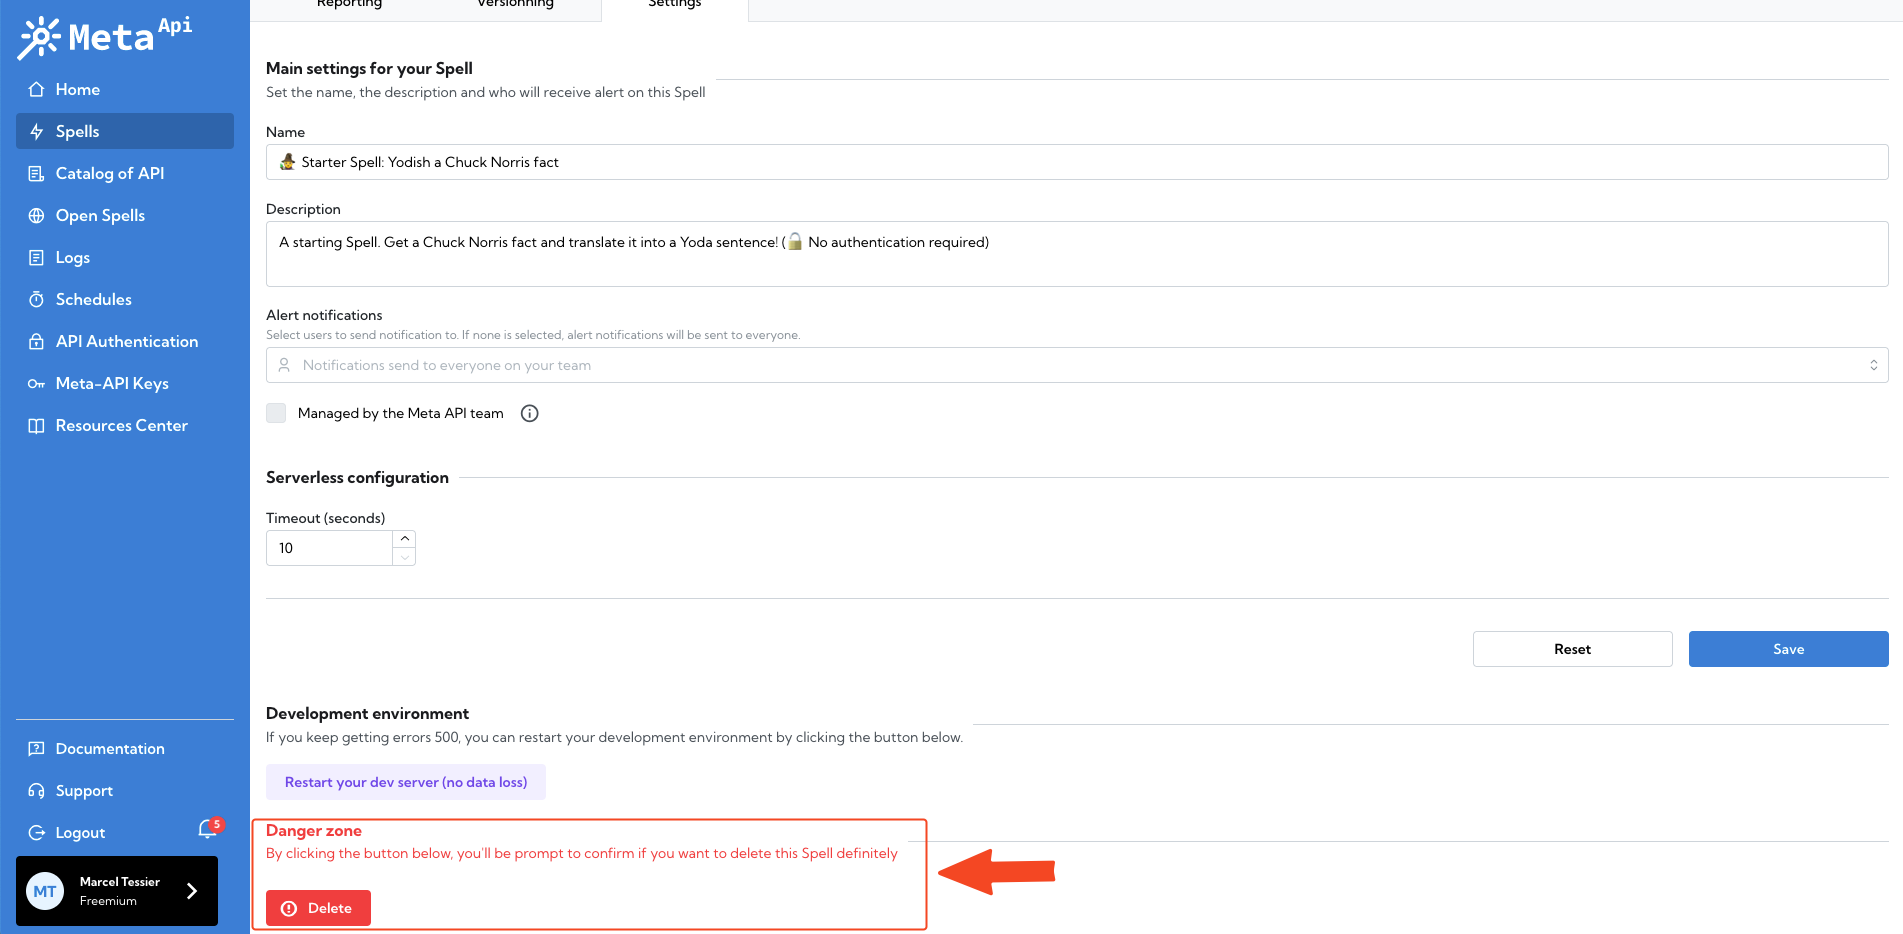 Meta Api
Home
Spells
Catalog of API
Open Spells
Logs
Schedules
API Authentication
Meta-API Keys
Resources Center
Documentation
Support
Logout
5
MT
Marcel Tessier
Freemium
Reporting
Versionning
Settings
Main settings for your Spell
Set the name, the description and who will receive alert on this Spell
Name
Starter Spell: Yodish a Chuck Norris fact
Description
A starting Spell. Get a Chuck Norris fact and translate it into a Yoda sentence! (🔓 No authentication required)
Alert notifications
Select users to send notification to. If none is selected, alert notifications will be sent to everyone.
Notifications send to everyone on your team
Managed by the Meta API team
Serverless configuration
Timeout (seconds)
10
Reset
Save
Development environment
If you keep getting errors 500, you can restart your development environment by clicking the button below.
Restart your dev server (no data loss)
Danger zone
By clicking the button below, you'll be prompt to confirm if you want to delete this Spell definitely
Delete